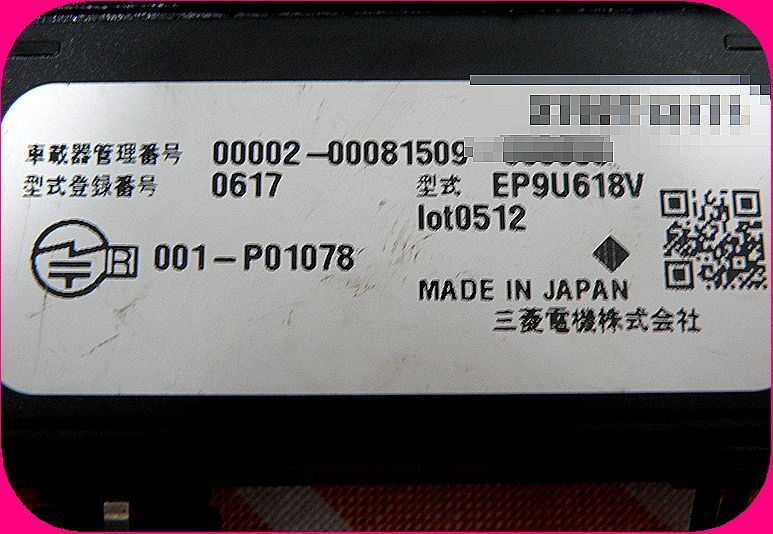 車載器管理番号 00002-00081509
型式登録番号 0617 型式 EP9U618V
lot0512
R 001-P01078
MADE IN JAPAN
三菱電機株式会社